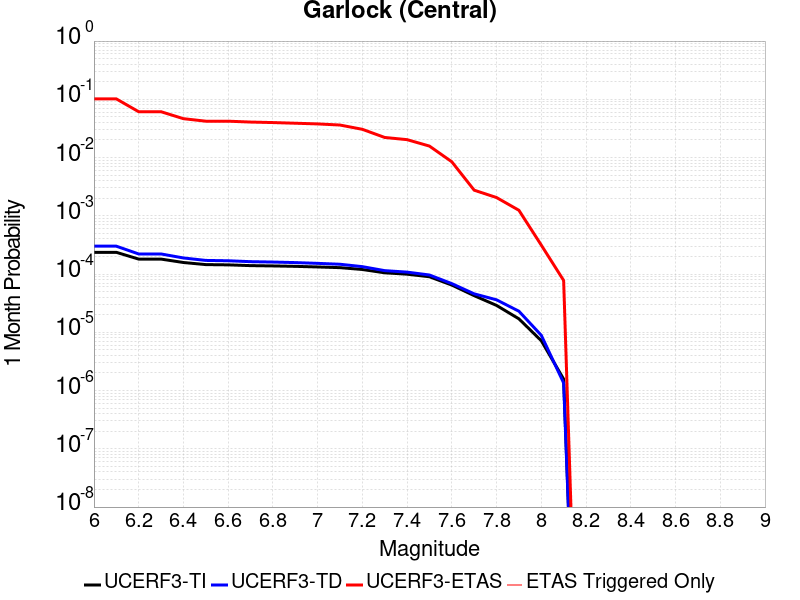 Garlock (Central)
10 0
10 -1
10 -2
10 -3
10 -4
10 -5
10 -6
10 -7
10 -8
1 Month Probability
6 6.2 6.4 6.6 6.8 7 7.2 7.4 7.6 7.8 8 8.2 8.4 8.6 8.8 9
Magnitude
UCERF3-TI UCERF3-TD UCERF3-ETAS ETAS Triggered Only